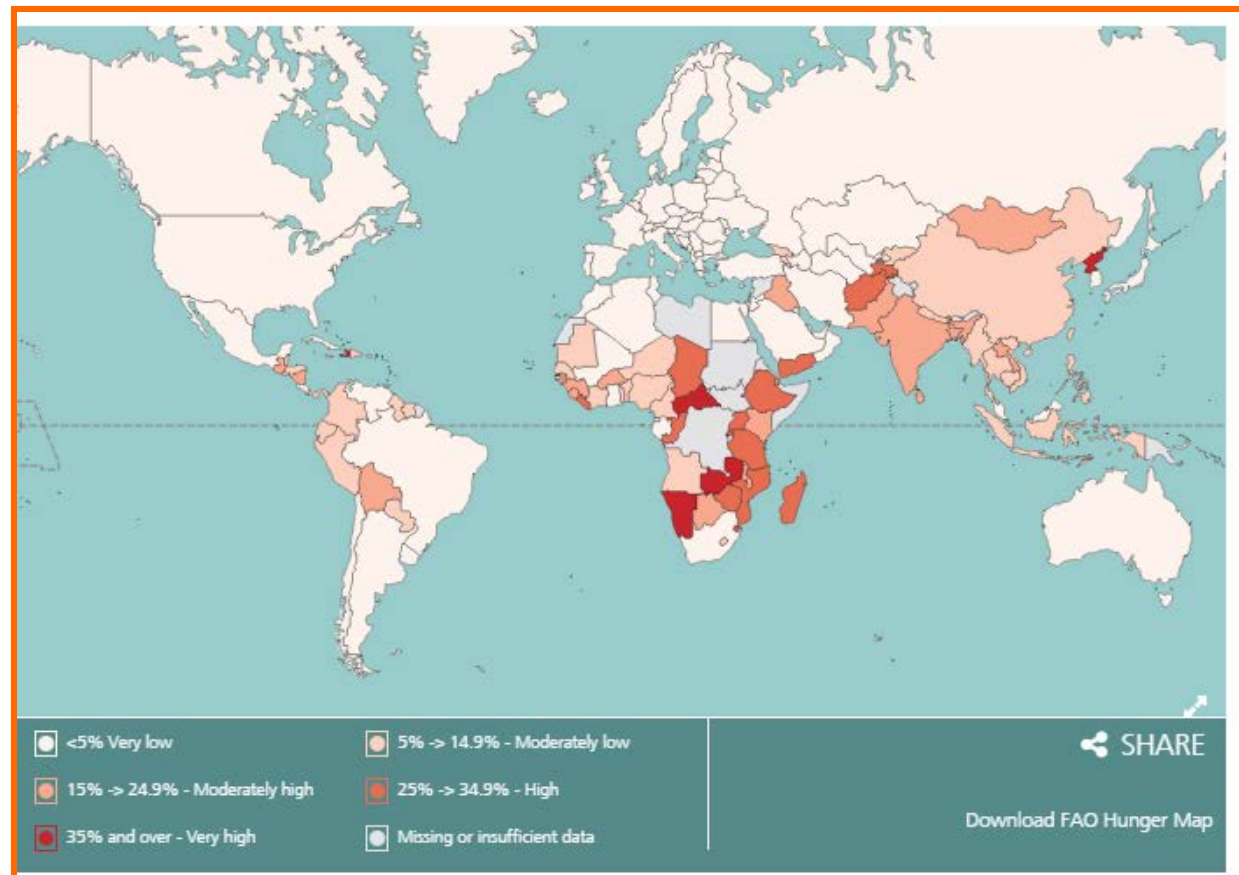 <5% Very low
5% -> 14.9% - Moderately low
15% -> 24.9% - Moderately high
25% -> 34.9% - High
35% and over - Very high
Missing or insufficient data
SHARE
Download FAO Hunger Map